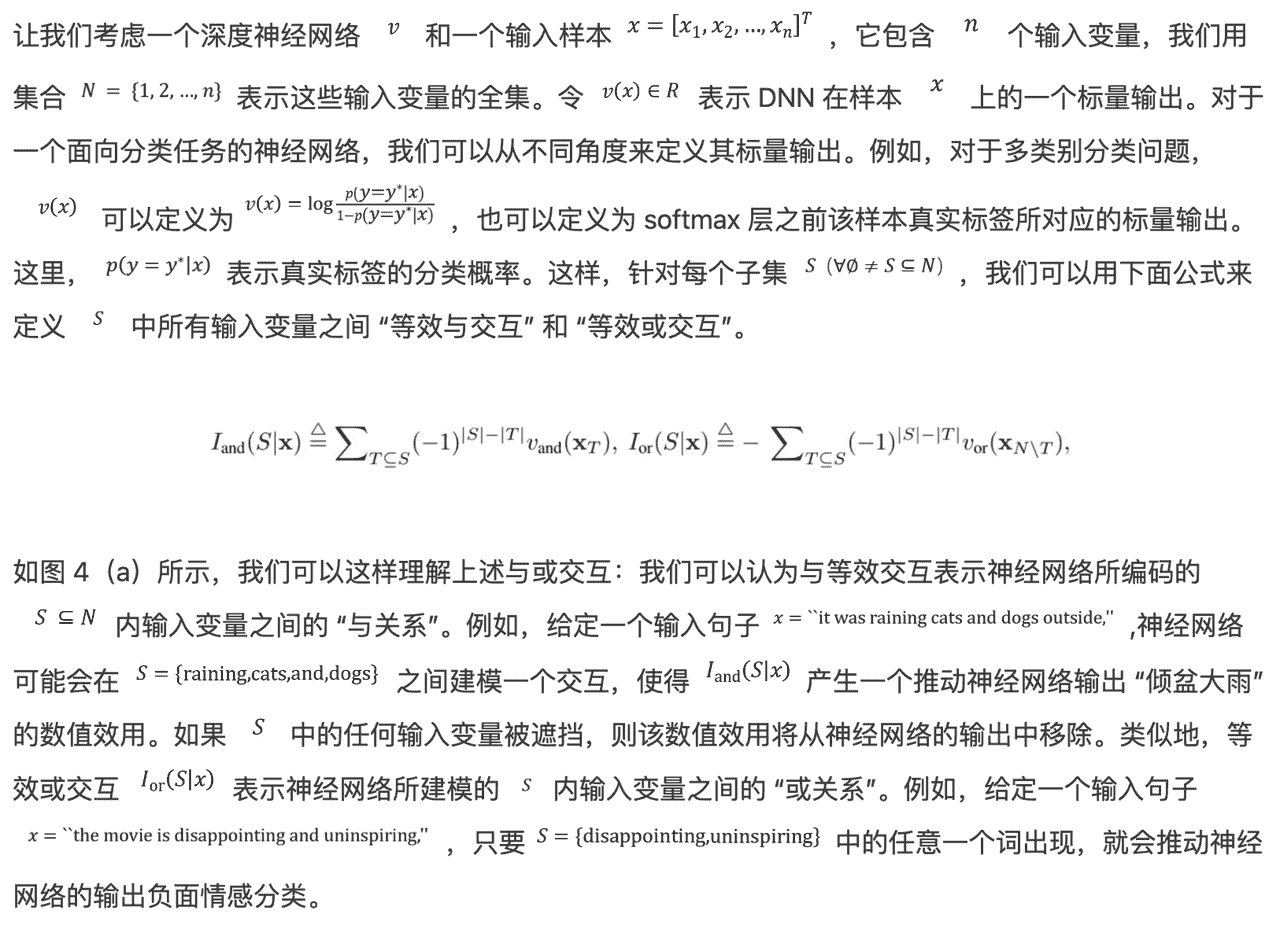 让我们考虑一个深度神经网络 v 和一个输入样本 x = [x₁, x₂, …, xₙ]ᵀ ，它包含 n 个输入变量，我们用
集合 N = {1, 2, …, n} 表示这些输入变量的全集。令 v(x) ∈ R 表示 DNN 在样本 x 上的一个标量输出。对于
一个面向分类任务的神经网络，我们可以从不同角度来定义其标量输出。例如，对于多类别分类问题，
v(x) 可以定义为 v(x) = log p(y=y*|x) / 1−p(y=y*|x) ，也可以定义为 softmax 层之前该样本真实标签所对应的标量输出。
这里， p(y = y*|x) 表示真实标签的分类概率。这样，针对每个子集 S (∀∅ ≠ S ⊆ N) ，我们可以用下面公式来
定义 S 中所有输入变量之间 “等效与交互” 和 “等效或交互”。
I_and(S|x) ≜ ∑_{T⊆S} (−1)^{|S|−|T|} v_and(x_T), I_or(S|x) ≜ − ∑_{T⊆S} (−1)^{|S|−|T|} v_or(x_{N\T}),
如图 4（a）所示，我们可以这样理解上述与或交互：我们可以认为与等效交互表示神经网络所编码的
S ⊆ N 内输入变量之间的 “与关系”。例如，给定一个输入句子 x = ``it was raining cats and dogs outside,'' ,神经网络
可能会在 S = {raining,cats,and,dogs} 之间建模一个交互，使得 I_and(S|x) 产生一个推动神经网络输出 “倾盆大雨”
的数值效用。如果 S 中的任何输入变量被遮挡，则该数值效用将从神经网络的输出中移除。类似地，等
效或交互 I_or(S|x) 表示神经网络所建模的 S 内输入变量之间的 “或关系”。例如，给定一个输入句子
x = ``the movie is disappointing and uninspiring,'' ，只要 S = {disappointing,uninspiring} 中的任意一个词出现，就会推动神经
网络的输出负面情感分类。